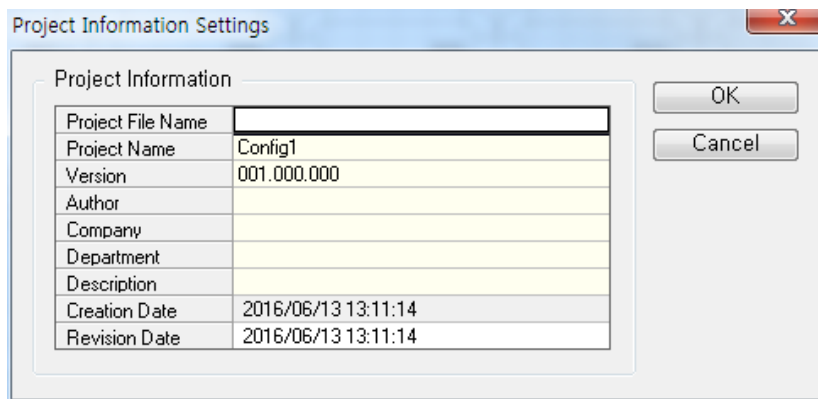 Project Information Settings
x
Project Information
Project File Name
Project Name Config1
Version 001.000.000
Author
Company
Department
Description
Creation Date 2016/06/13 13:11:14
Revision Date 2016/06/13 13:11:14
OK
Cancel